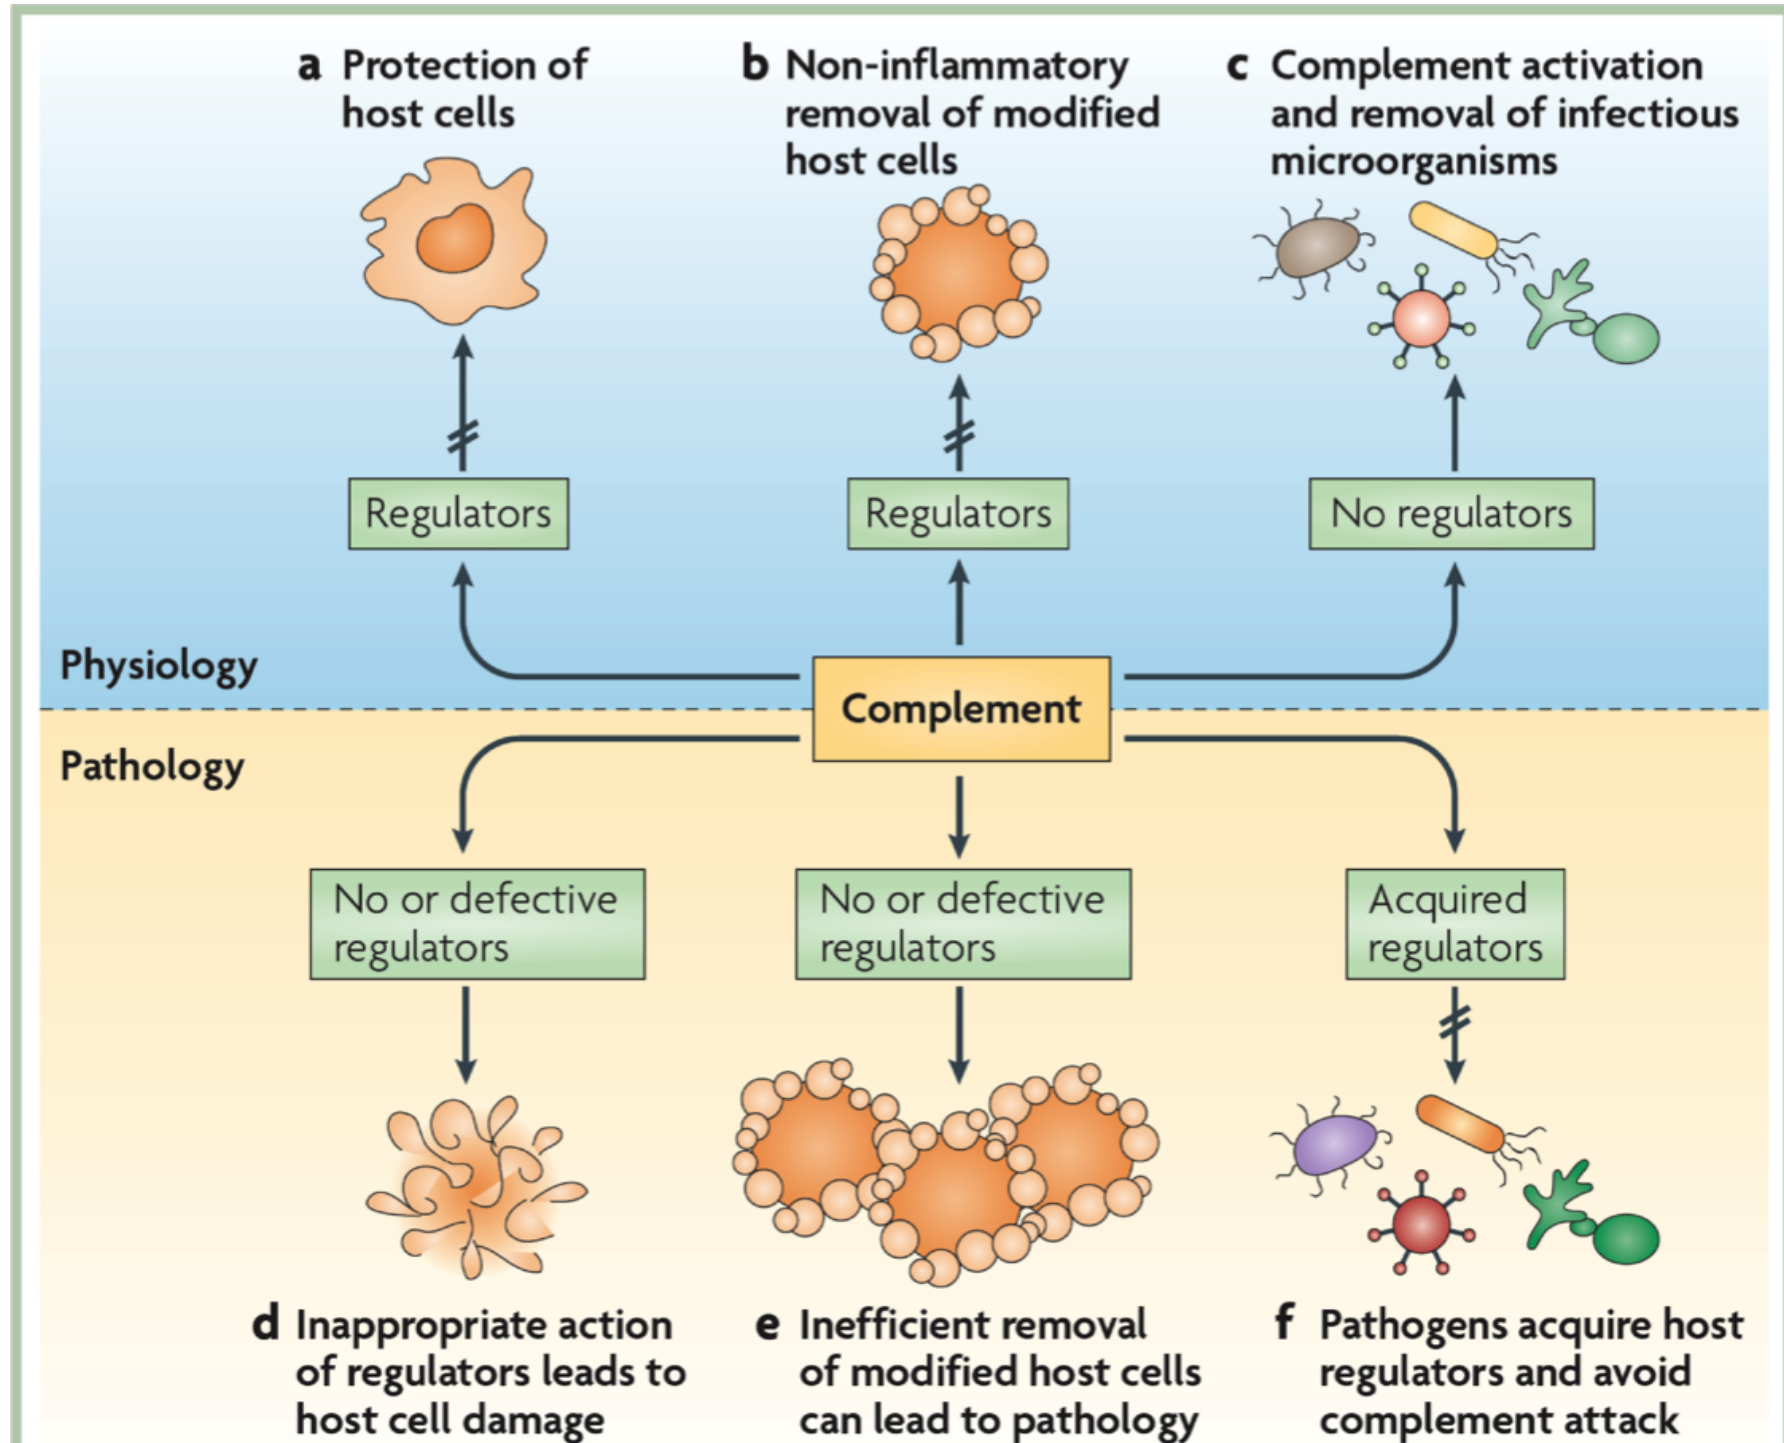 a Protection of
host cells
b Non-inflammatory
removal of modified
host cells
c Complement activation
and removal of infectious
microorganisms
Regulators
Regulators
No regulators
Physiology
Complement
Pathology
No or defective
regulators
No or defective
regulators
Acquired
regulators
d Inappropriate action
of regulators leads to
host cell damage
e Inefficient removal
of modified host cells
can lead to pathology
f Pathogens acquire host
regulators and avoid
complement attack